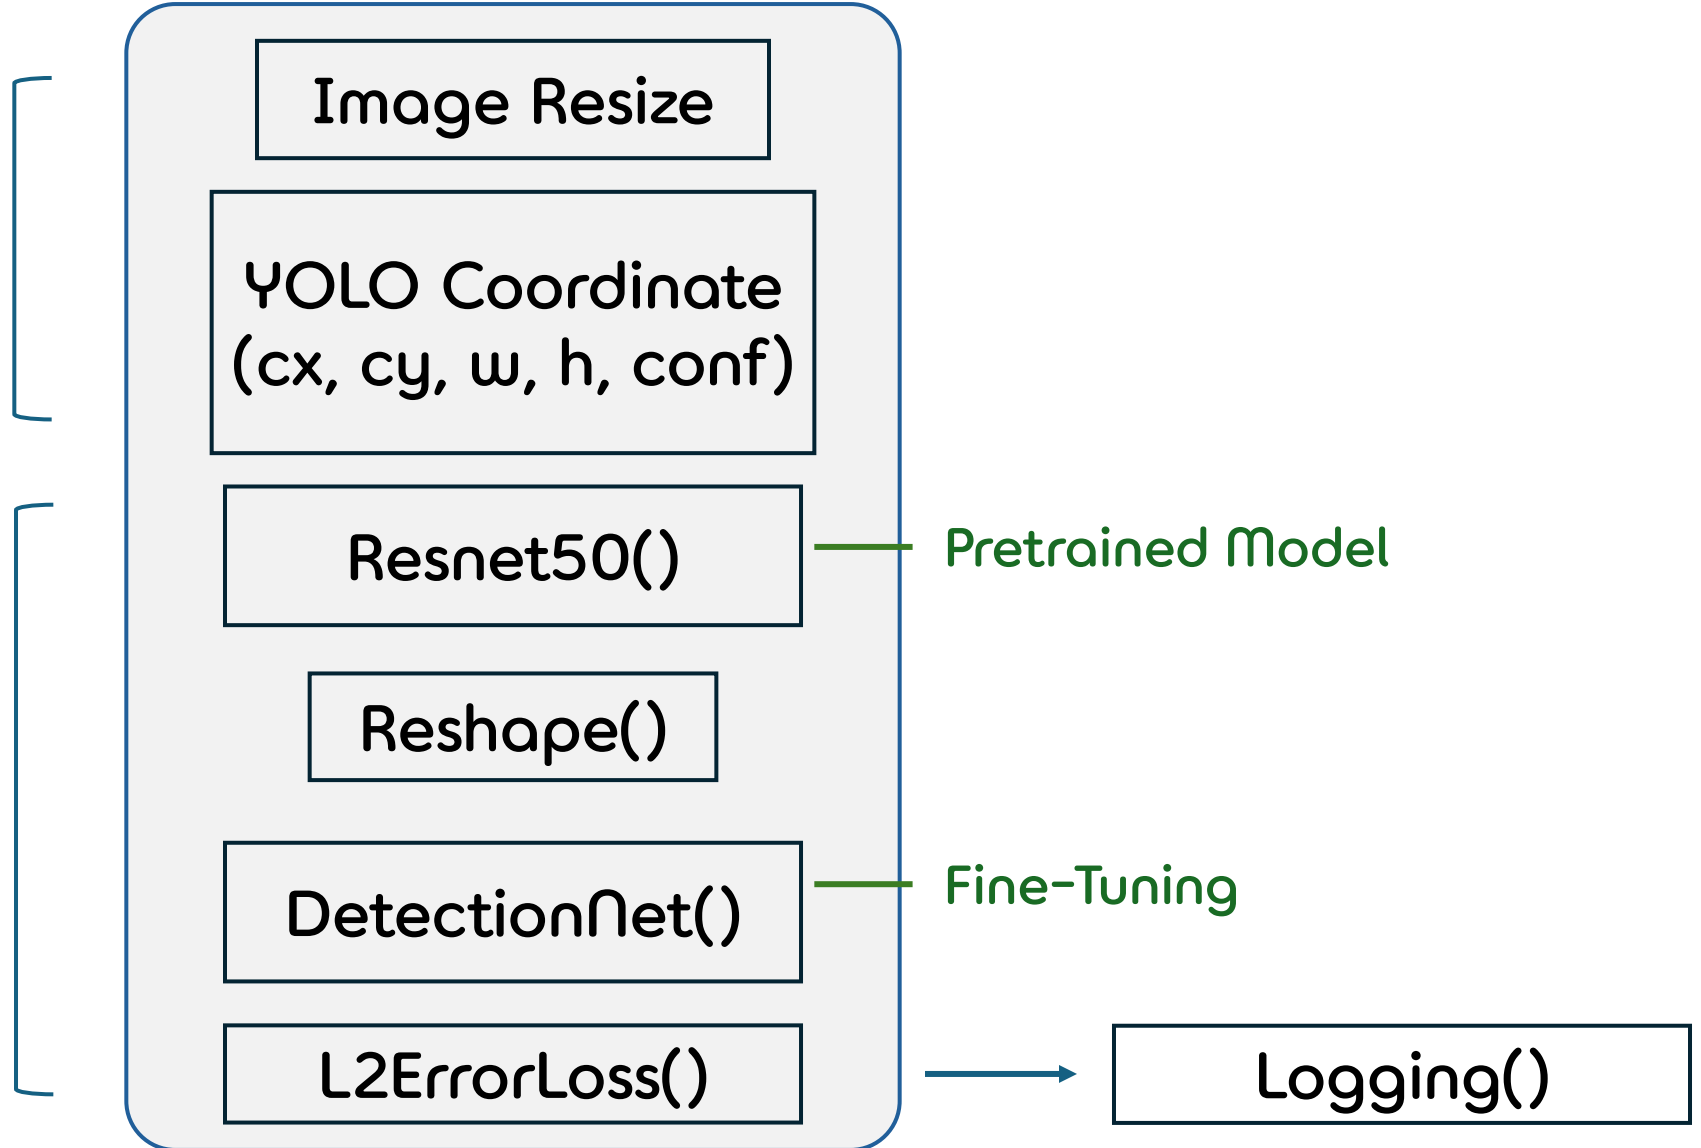 Image Resize
YOLO Coordinate
(cx, cy, w, h, conf)
Resnet50()
Pretrained Model
Reshape()
Fine-Tuning
DetectionNet()
L2ErrorLoss()
Logging()